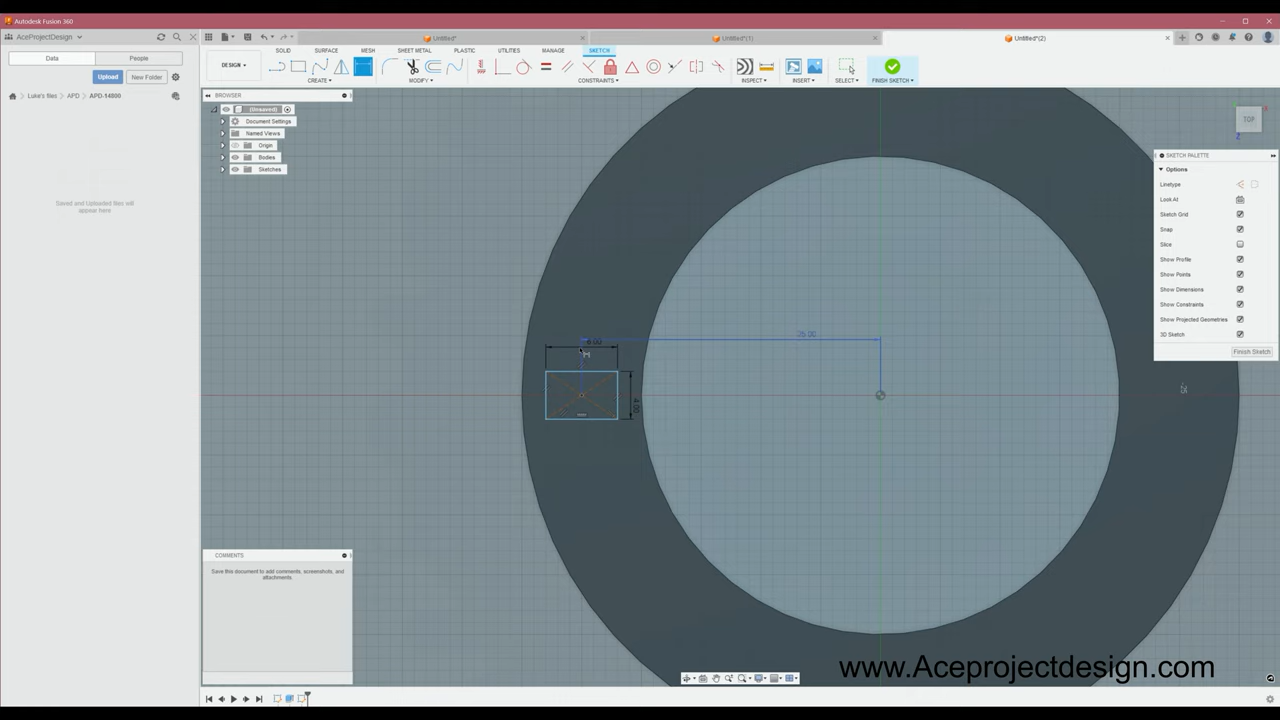 Autodesk Fusion 360
AceProjectDesign
Untitled*
Untitled*(1)
Untitled*(2)
Data
People
SOLID
SURFACE
MESH
SHEET METAL
PLASTIC
UTILITIES
MANAGE
SKETCH
DESIGN
Upload
New Folder
CREATE
MODIFY
CONSTRAINTS
INSPECT
INSERT
SELECT
FINISH SKETCH
Luke's files
APD
APD-14800
BROWSER
(Unsaved)
Document Settings
Named Views
Origin
Bodies
Sketches
TOP
Z
SKETCH PALETTE
Options
Linetype
Look At
Sketch Grid
Snap
Slice
Show Profile
Show Points
Show Dimensions
Show Constraints
Show Projected Geometries
3D Sketch
Finish Sketch
Saved and Uploaded files will
appear here
25.00
6.00
4.00
COMMENTS
Save this document to add comments, screenshots, and
attachments.
www.Aceprojectdesign.com